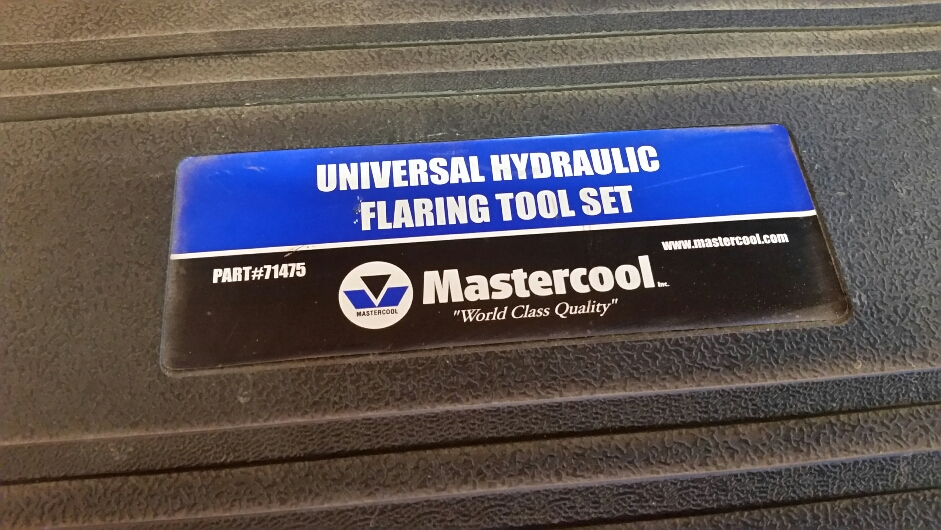 UNIVERSAL HYDRAULIC
FLARING TOOL SET
www.mastercool.com
PART#71475
Mastercool Inc.
MASTERCOOL
"World Class Quality"